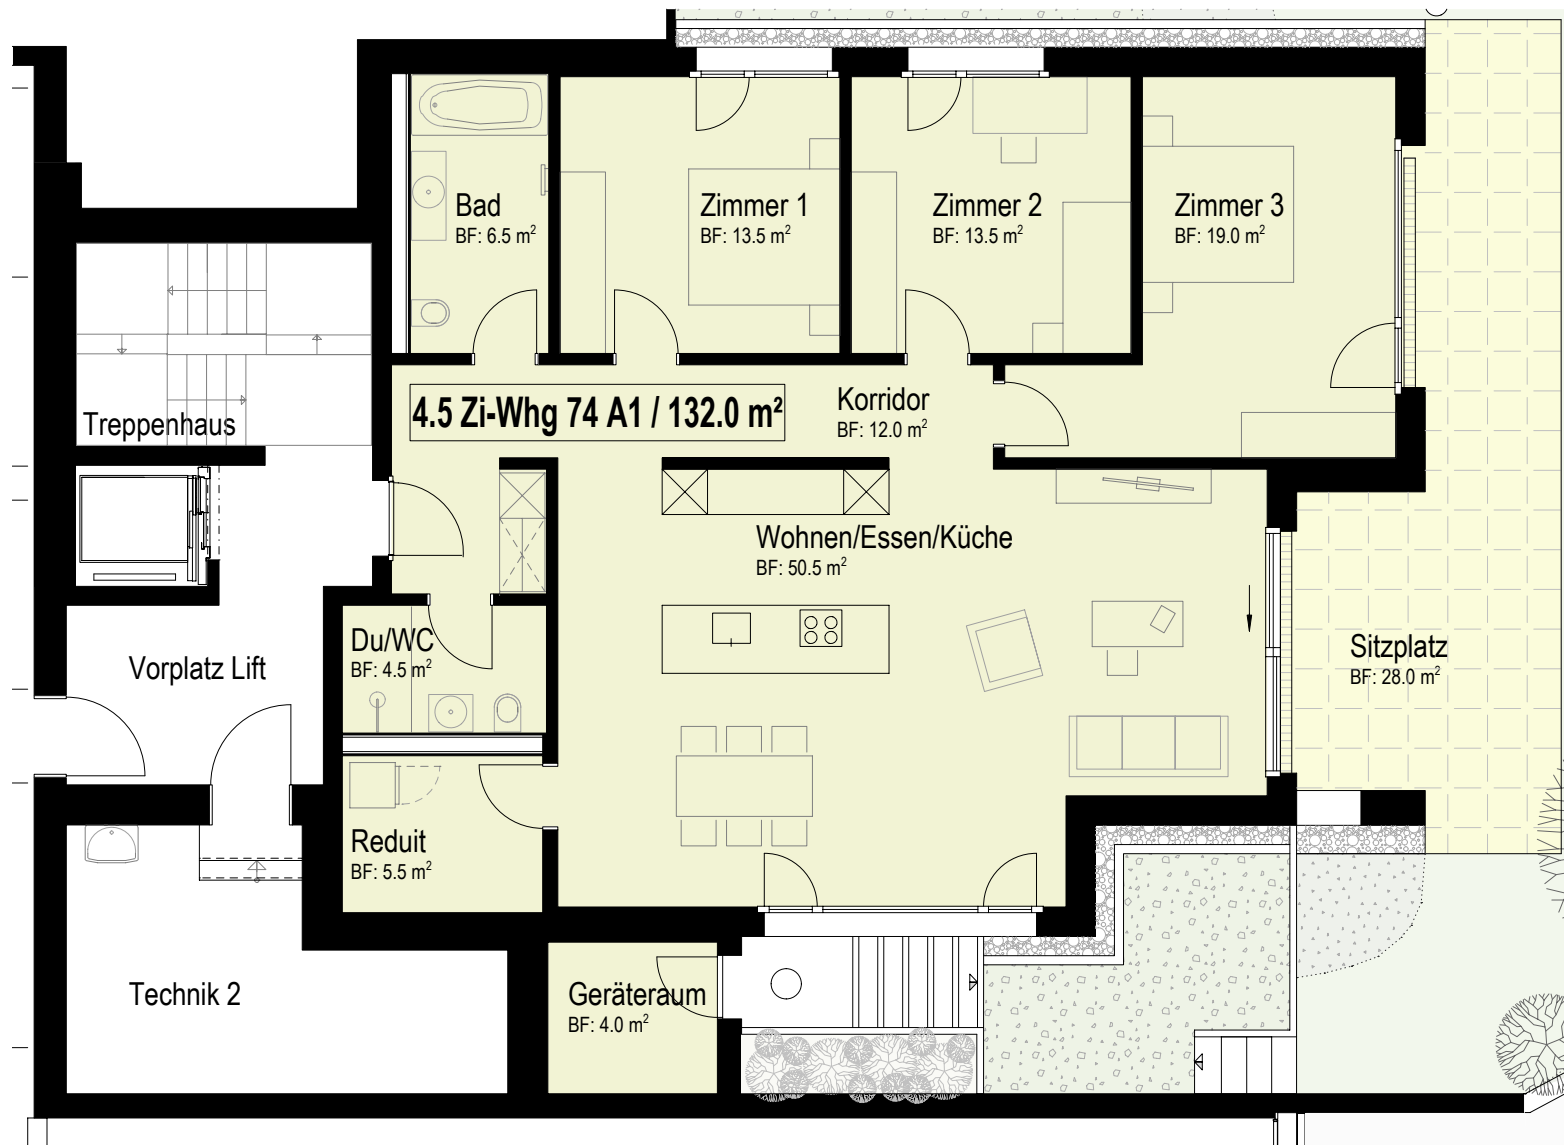 Bad
BF: 6.5 m²
Zimmer 1
BF: 13.5 m²
Zimmer 2
BF: 13.5 m²
Zimmer 3
BF: 19.0 m²
Treppenhaus
4.5 Zi-Whg 74 A1 / 132.0 m²
Korridor
BF: 12.0 m²
Wohnen/Essen/Küche
BF: 50.5 m²
Du/WC
BF: 4.5 m²
Vorplatz Lift
Sitzplatz
BF: 28.0 m²
Reduit
BF: 5.5 m²
Technik 2
Geräteraum
BF: 4.0 m²